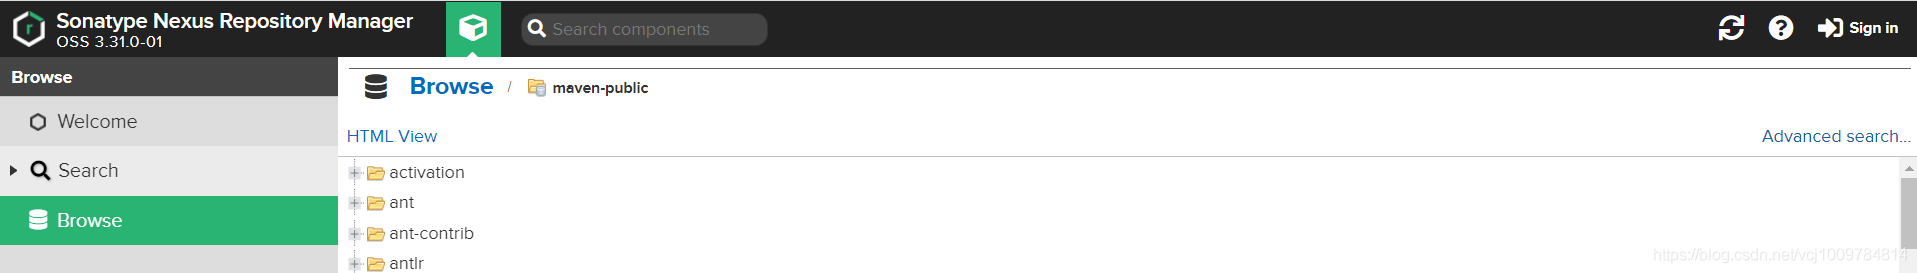 Sonatype Nexus Repository Manager
OSS 3.31.0-01
Search components
Sign in
Browse
Welcome
Search
Browse
Browse / maven-public
HTML View
Advanced search...
activation
ant
ant-contrib
antlr
https://blog.csdn.net/vcj1009784814